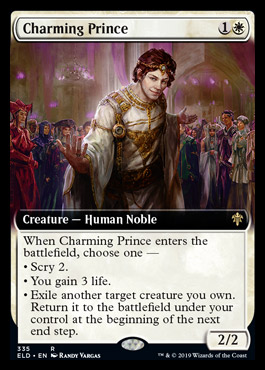 Charming Prince 1
Creature — Human Noble
When Charming Prince enters the
battlefield, choose one —
• Scry 2.
• You gain 3 life.
• Exile another target creature you own.
Return it to the battlefield under your
control at the beginning of the next
end step.
2/2
335 R
ELD • EN Randy Vargas
™ & © 2019 Wizards of the Coast